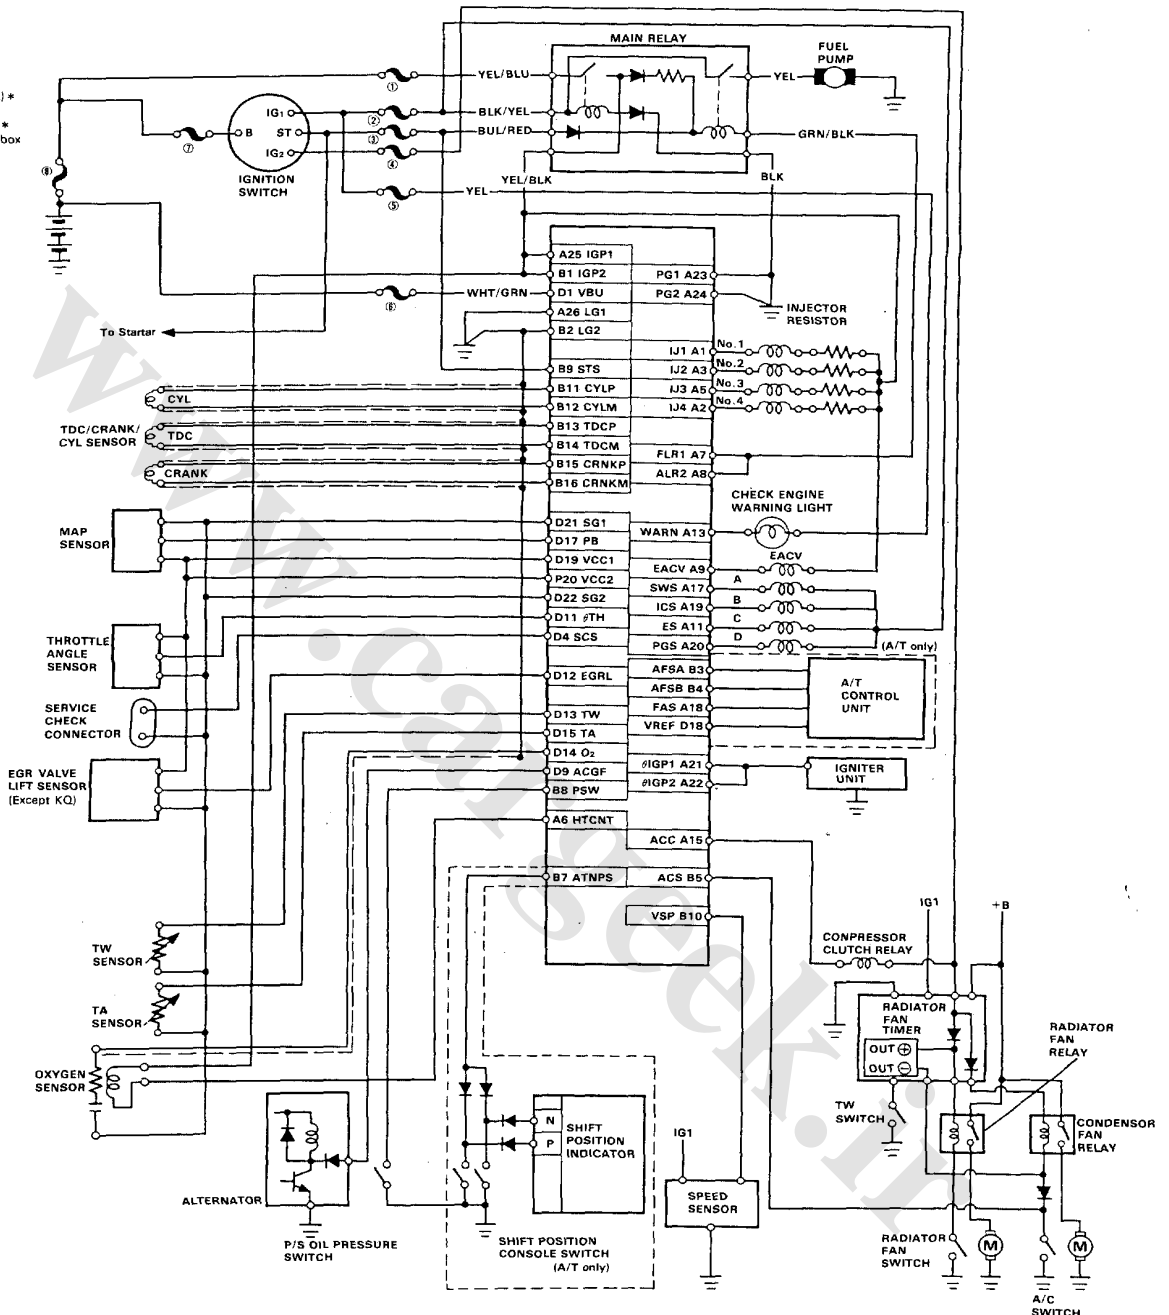 MAIN RELAY
FUEL
PUMP
) *
*
box
YEL/BLU
YEL
①
IG1
BLK/YEL
②
B
ST
BUL/RED
③
GRN/BLK
⑦
IG2
④
IGNITION
SWITCH
YEL/BLK
BLK
YEL
⑤
A25 IGP1
B1 IGP2
PG1 A23
WHT/GRN
D1 VBU
PG2 A24
⑥
A26 LG1
INJECTOR
RESISTOR
To Startar
B2 LG2
IJ1 A1
No.1
IJ2 A3
No.2
B9 STS
IJ3 A5
No.3
B11 CYLP
CYL
IJ4 A2
No.4
B12 CYLM
TDC/CRANK/
CYL SENSOR
TDC
B13 TDCP
B14 TDCM
FLR1 A7
B15 CRNKP
CRANK
ALR2 A8
B16 CRNKM
CHECK ENGINE
WARNING LIGHT
MAP
SENSOR
D21 SG1
WARN A13
D17 PB
D19 VCC1
EACV
EACV A9
P20 VCC2
A
SWS A17
D22 SG2
B
ICS A19
D11 θTH
C
ES A11
D4 SCS
D
PGS A20
(A/T only)
THROTTLE
ANGLE
SENSOR
AFSA B3
D12 EGRL
AFSB B4
A/T
CONTROL
UNIT
SERVICE
CHECK
CONNECTOR
FAS A18
D13 TW
VREF D18
D15 TA
D14 O2
θIGP1 A21
IGNITER
UNIT
EGR VALVE
LIFT SENSOR
(Except KQ)
D9 ACGF
θIGP2 A22
B8 PSW
A6 HTCNT
ACC A15
B7 ATNPS
ACS B5
VSP B10
IG1
+B
CONPRESSOR
CLUTCH RELAY
TW
SENSOR
TA
SENSOR
RADIATOR
FAN
TIMER
RADIATOR
FAN
RELAY
OUT ⊕
OUT ⊖
OXYGEN
SENSOR
TW
SWITCH
CONDENSOR
FAN
RELAY
N
P
SHIFT
POSITION
INDICATOR
IG1
ALTERNATOR
SPEED
SENSOR
P/S OIL PRESSURE
SWITCH
SHIFT POSITION
CONSOLE SWITCH
(A/T only)
RADIATOR
FAN
SWITCH
M
M
A/C
SWITCH
www.cargeek.ir